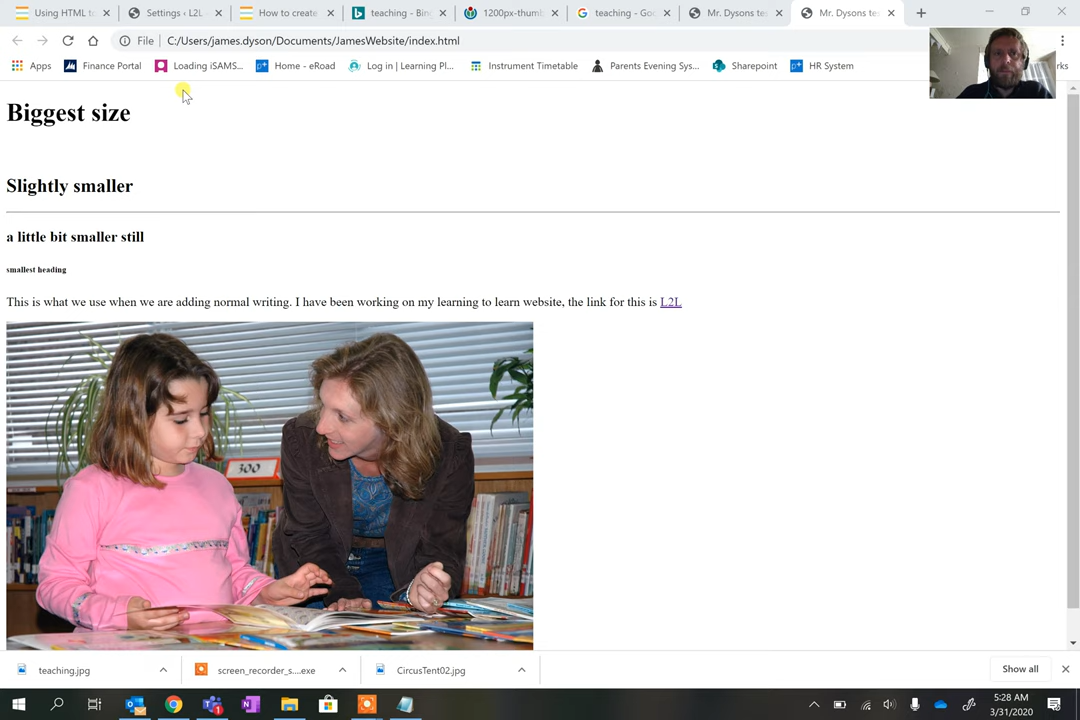 Using HTML to
Settings ‹ L2L
How to create
teaching - Bin
1200px-thumb
teaching - Goo
Mr. Dysons te
Mr. Dysons te
File
C:/Users/james.dyson/Documents/JamesWebsite/index.html
Apps
Finance Portal
Loading iSAMS...
Home - eRoad
Log in | Learning Pl...
Instrument Timetable
Parents Evening Sys...
Sharepoint
HR System
rks
Biggest size
Slightly smaller
a little bit smaller still
smallest heading
This is what we use when we are adding normal writing. I have been working on my learning to learn website, the link for this is L2L
300
teaching.jpg
screen_recorder_s....exe
CircusTent02.jpg
Show all
5:28 AM
3/31/2020